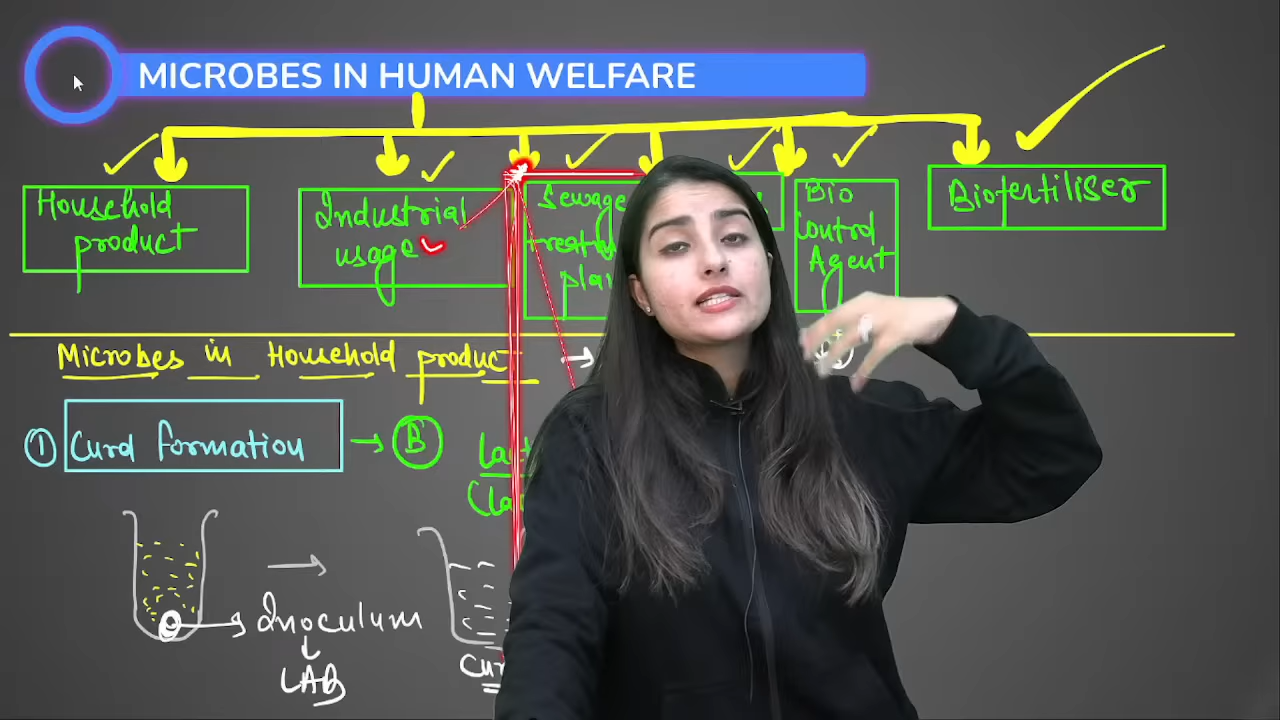 MICROBES IN HUMAN WELFARE
Household
product
Industrial
usage
Sewage
Bio
Control
Agent
Biofertiliser
Microbes in Household product
① Curd formation → B
Inoculum
LAB